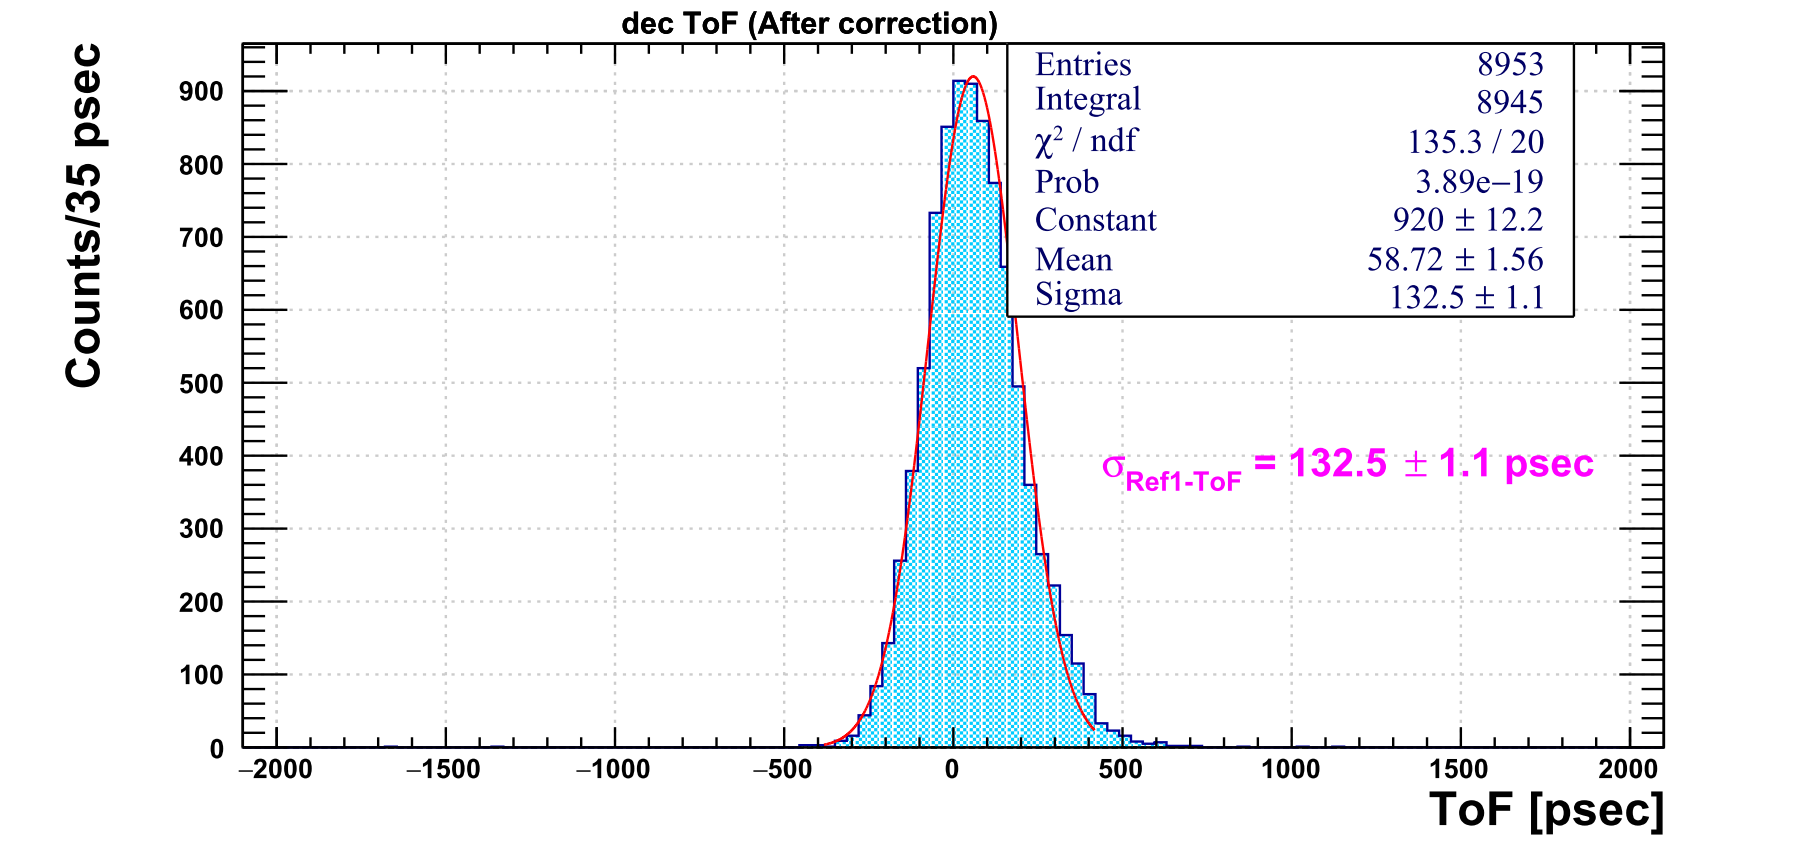 dec ToF (After correction)
Counts/35 psec
Entries 8953
Integral 8945
χ² / ndf 135.3 / 20
Prob 3.89e−19
Constant 920 ± 12.2
Mean 58.72 ± 1.56
Sigma 132.5 ± 1.1
900
800
700
600
500
400
300
200
100
0
σRef1-ToF = 132.5 ± 1.1 psec
−2000 −1500 −1000 −500 0 500 1000 1500 2000
ToF [psec]